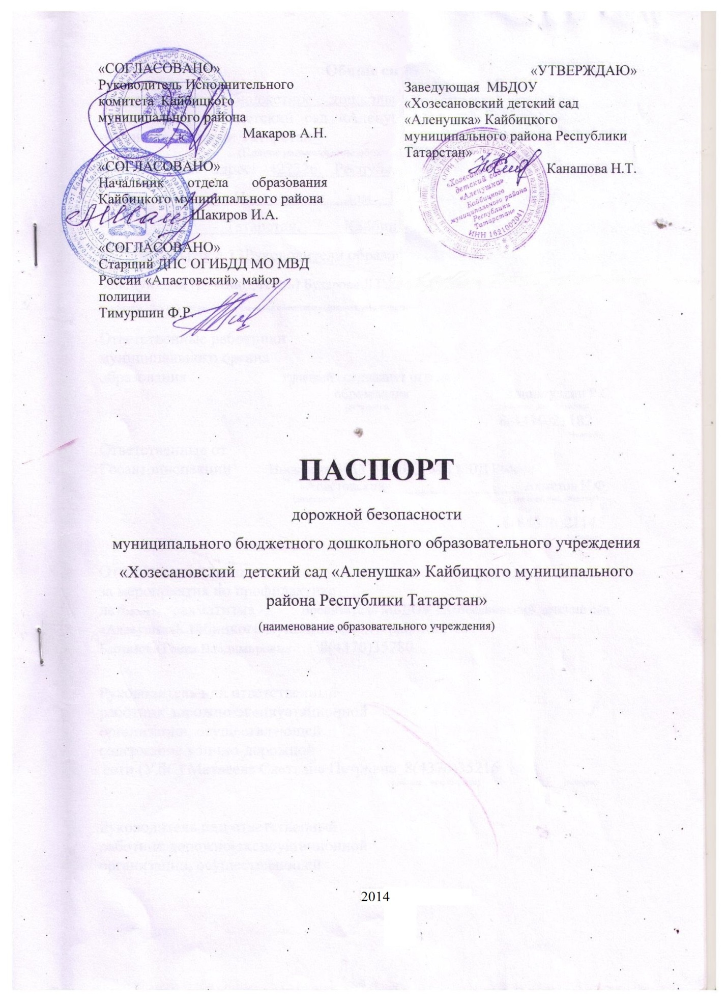 «СОГЛАСОВАНО»
Руководитель Исполнительного
комитета Кайбицкого
муниципального района
Макаров А.Н.
«СОГЛАСОВАНО»
Начальник отдела образования
Кайбицкого муниципального района
Шакиров И.А.
«СОГЛАСОВАНО»
Старший ДПС ОГИБДД МО МВД
России «Апастовский» майор
полиции
Тимуршин Ф.Р.
«УТВЕРЖДАЮ»
Заведующая МБДОУ
«Хозесановский детский сад
«Аленушка» Кайбицкого
муниципального района Республики
Татарстан»
Канашова Н.Т.
«Хозесановский
детский сад
«Аленушка»
Кайбицкого
муниципального района
Республики
Татарстан»
ИНН 1621002041
ПАСПОРТ
дорожной безопасности
муниципального бюджетного дошкольного образовательного учреждения
«Хозесановский детский сад «Аленушка» Кайбицкого муниципального
района Республики Татарстан»
(наименование образовательного учреждения)
2014